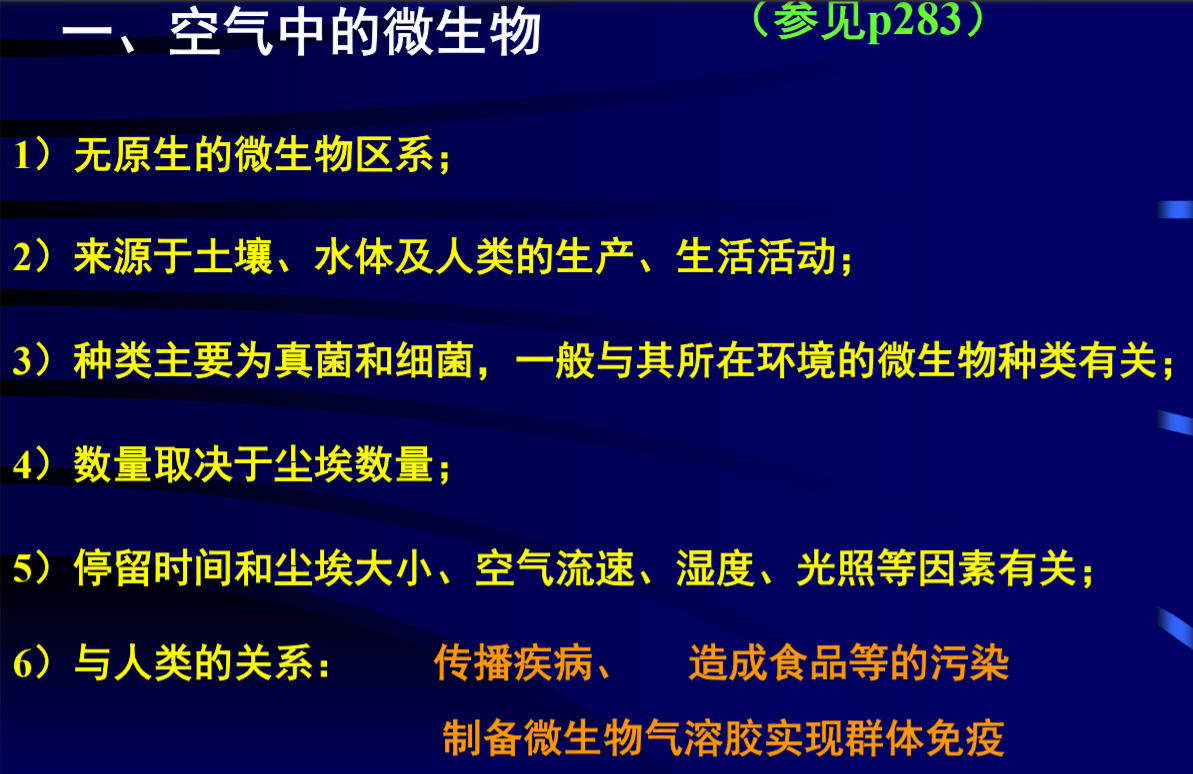 一、空气中的微生物
（参见p283）
1）无原生的微生物区系；
2）来源于土壤、水体及人类的生产、生活活动；
3）种类主要为真菌和细菌，一般与其所在环境的微生物种类有关；
4）数量取决于尘埃数量；
5）停留时间和尘埃大小、空气流速、湿度、光照等因素有关；
6）与人类的关系： 传播疾病、 造成食品等的污染
制备微生物气溶胶实现群体免疫